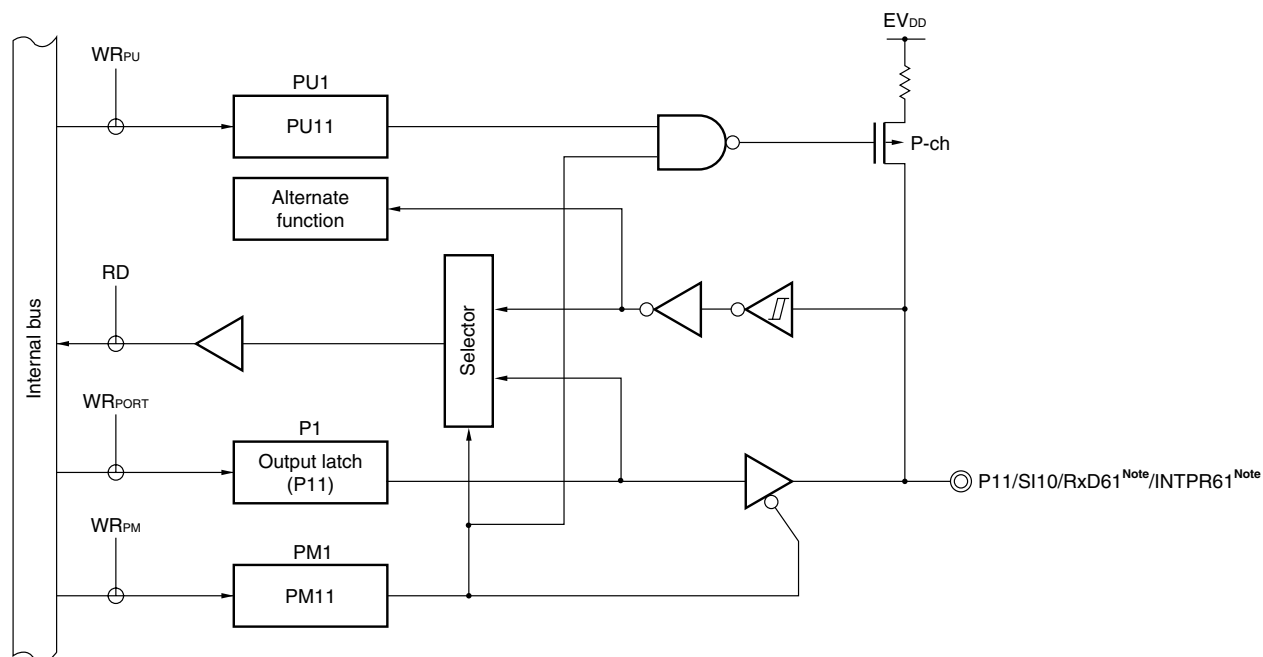 EVDD
WRPU
PU1
PU11
P-ch
Alternate
function
RD
Selector
Internal bus
WRPORT
P1
Output latch
(P11)
P11/SI10/RxD61Note/INTPR61Note
WRPM
PM1
PM11